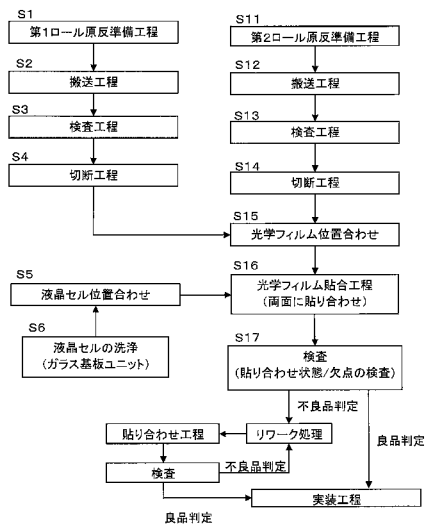 S1
第1ロール原反準備工程
S2
搬送工程
S3
検査工程
S4
切断工程
S11
第2ロール原反準備工程
S12
搬送工程
S13
検査工程
S14
切断工程
S15
光学フィルム位置合わせ
S5
液晶セル位置合わせ
S6
液晶セルの洗浄
(ガラス基板ユニット)
S16
光学フィルム貼合工程
(両面に貼り合わせ)
S17
検査
(貼り合わせ状態/欠点の検査)
不良品判定
良品判定
貼り合わせ工程
リワーク処理
検査
不良品判定
良品判定
実装工程